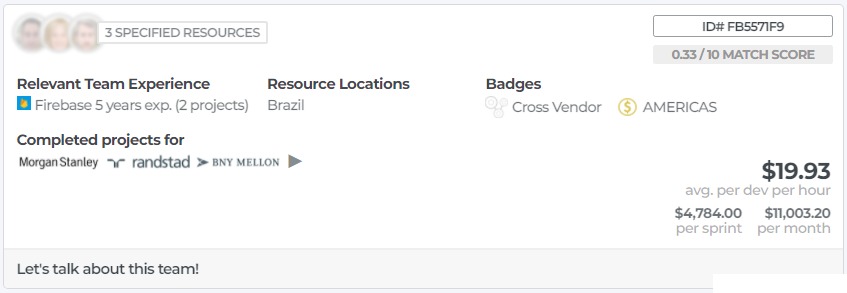 3 SPECIFIED RESOURCES
ID# FB5571F9
0.33 / 10 MATCH SCORE
Relevant Team Experience
Firebase 5 years exp. (2 projects)
Resource Locations
Brazil
Badges
Cross Vendor
AMERICAS
Completed projects for
Morgan Stanley randstad BNY MELLON
$19.93
avg. per dev per hour
$4,784.00 $11,003.20
per sprint per month
Let's talk about this team!